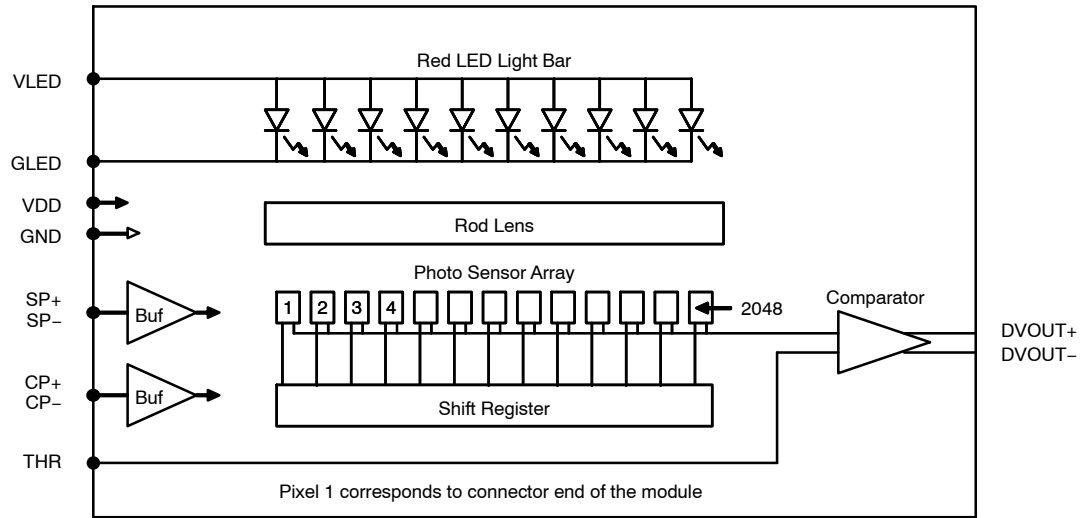 Red LED Light Bar
VLED
GLED
VDD
GND
Rod Lens
Photo Sensor Array
SP+
SP−
Buf
1 2 3 4
2048
Comparator
DVOUT+
DVOUT−
CP+
CP−
Buf
Shift Register
THR
Pixel 1 corresponds to connector end of the module